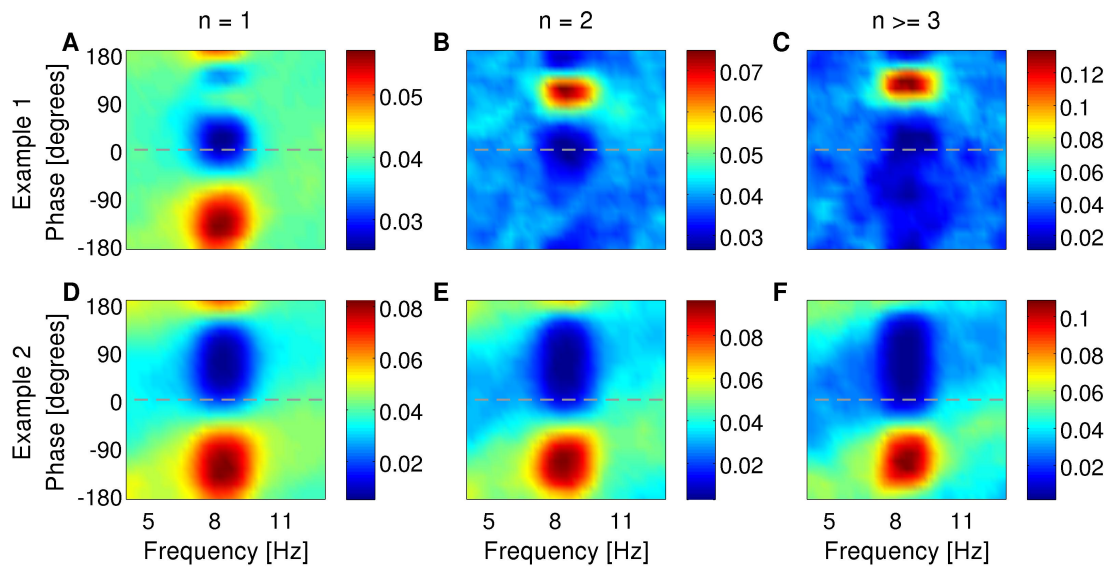 n = 1
n = 2
n >= 3
A
B
C
Example 1
Phase [degrees]
180
90
0
-90
-180
0.05
0.04
0.03
0.07
0.06
0.05
0.04
0.03
0.12
0.1
0.08
0.06
0.04
0.02
D
E
F
Example 2
Phase [degrees]
180
90
0
-90
-180
0.08
0.06
0.04
0.02
0.08
0.06
0.04
0.02
0.1
0.08
0.06
0.04
0.02
5 8 11
5 8 11
5 8 11
Frequency [Hz]
Frequency [Hz]
Frequency [Hz]